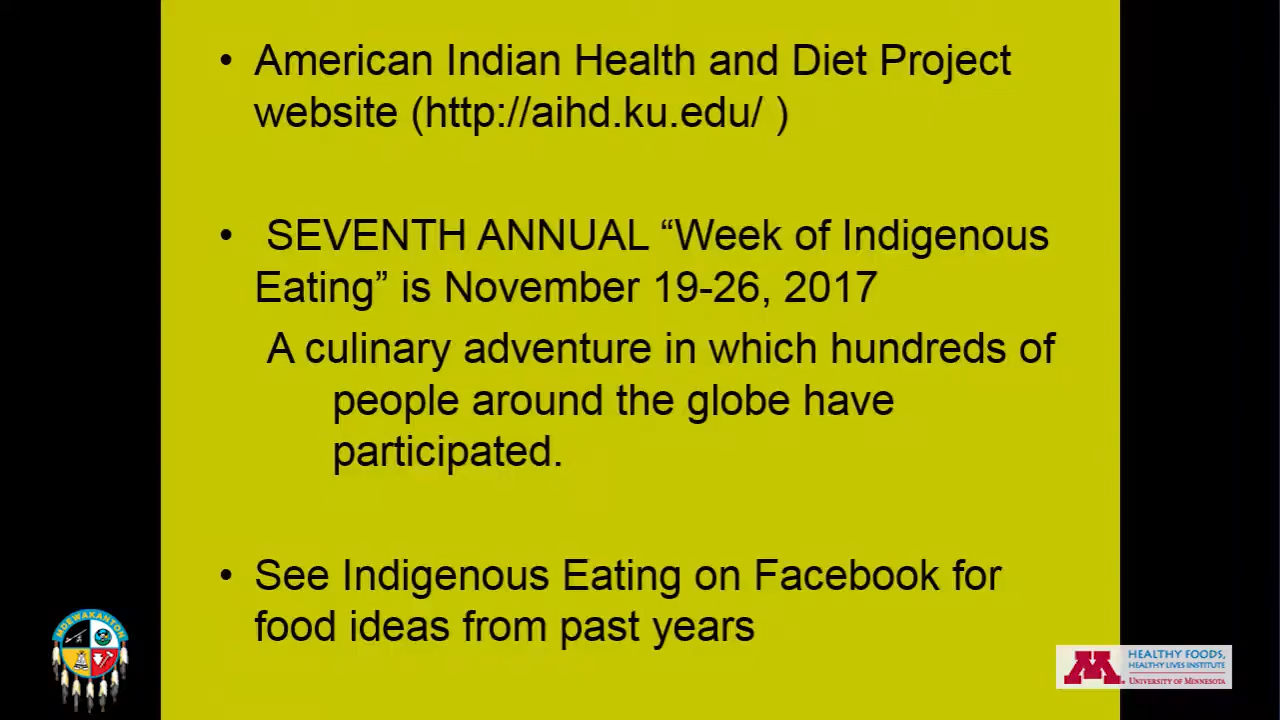 • American Indian Health and Diet Project
website (http://aihd.ku.edu/ )
• SEVENTH ANNUAL “Week of Indigenous
Eating” is November 19-26, 2017
A culinary adventure in which hundreds of
people around the globe have
participated.
• See Indigenous Eating on Facebook for
food ideas from past years
MDEWAKANTON
M.
HEALTHY FOODS,
HEALTHY LIVES INSTITUTE
UNIVERSITY OF MINNESOTA